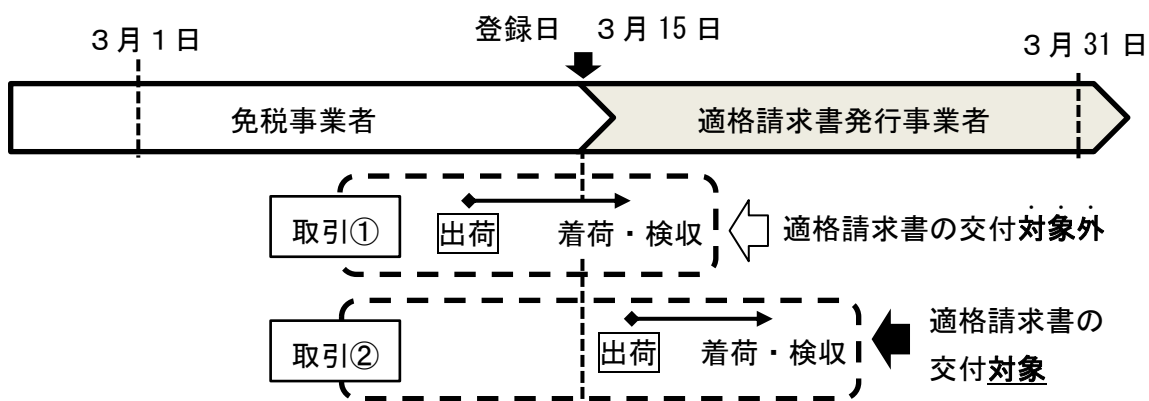 ３月１日
登録日　３月 15 日
３月 31 日
免税事業者
適格請求書発行事業者
取引①
出荷
着荷・検収
適格請求書の交付対象外
取引②
出荷
着荷・検収
適格請求書の
交付対象